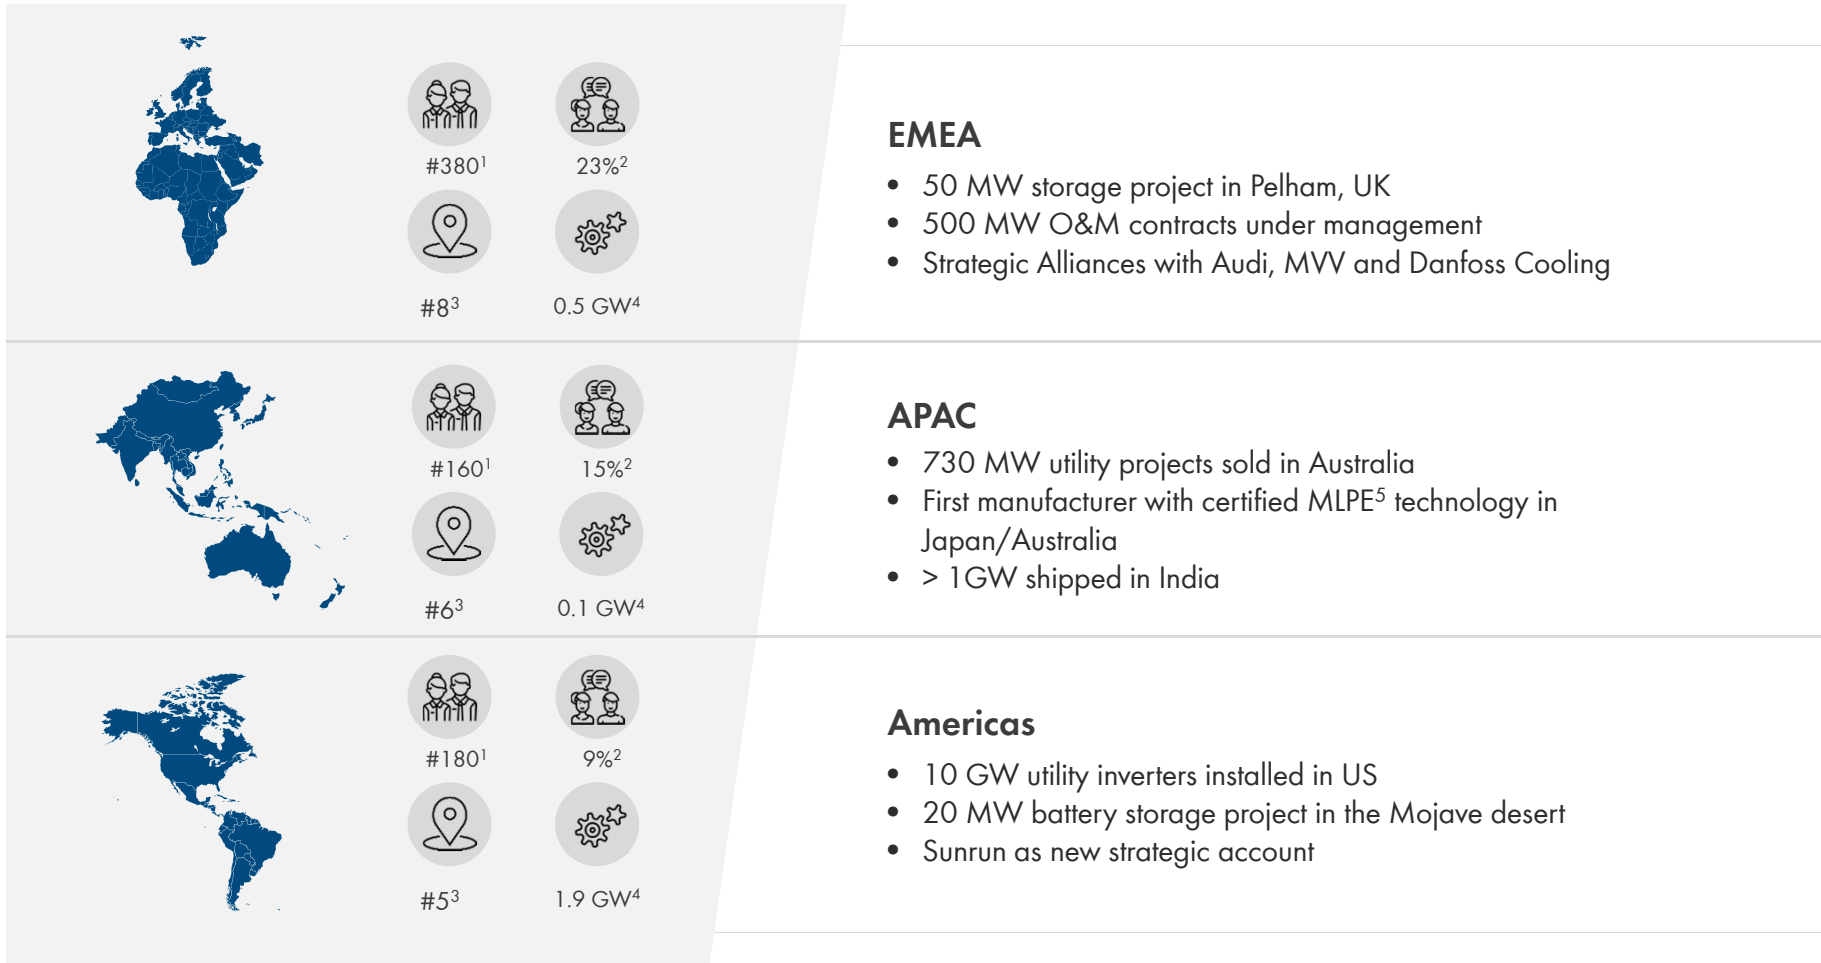 #380¹
23%²
#8³
0.5 GW⁴
EMEA
• 50 MW storage project in Pelham, UK
• 500 MW O&M contracts under management
• Strategic Alliances with Audi, MVV and Danfoss Cooling
#160¹
15%²
#6³
0.1 GW⁴
APAC
• 730 MW utility projects sold in Australia
• First manufacturer with certified MLPE⁵ technology in
Japan/Australia
• > 1GW shipped in India
#180¹
9%²
#5³
1.9 GW⁴
Americas
• 10 GW utility inverters installed in US
• 20 MW battery storage project in the Mojave desert
• Sunrun as new strategic account